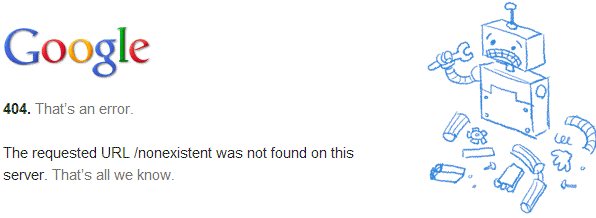 Google
404. That's an error.
The requested URL /nonexistent was not found on this
server. That's all we know.